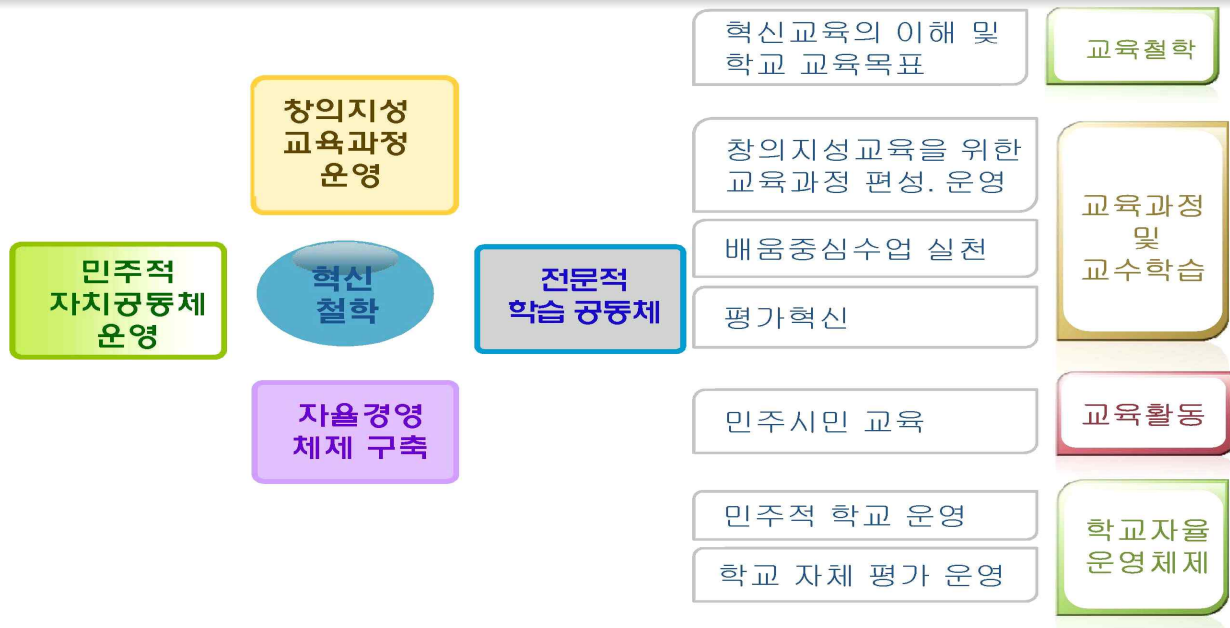 창의지성
교육과정
운영
민주적
자치공동체
운영
혁신
철학
전문적
학습 공동체
자율경영
체제 구축
혁신교육의 이해 및
학교 교육목표
교육철학
창의지성교육을 위한
교육과정 편성. 운영
배움중심수업 실천
평가혁신
교육과정
및
교수학습
민주시민 교육
교육활동
민주적 학교 운영
학교 자체 평가 운영
학교자율
운영체제